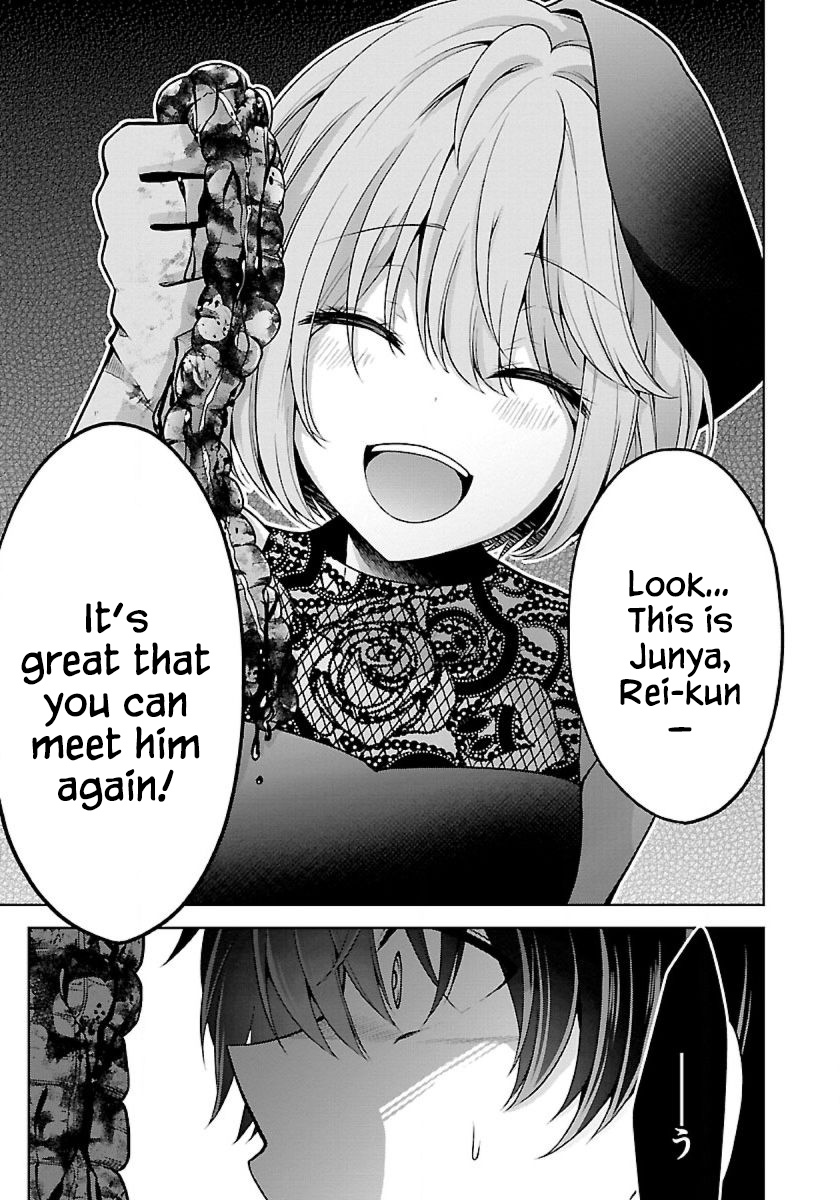 Look...
This is
Junya,
Rei-kun
—
It's
great that
you can
meet him
again!
――う